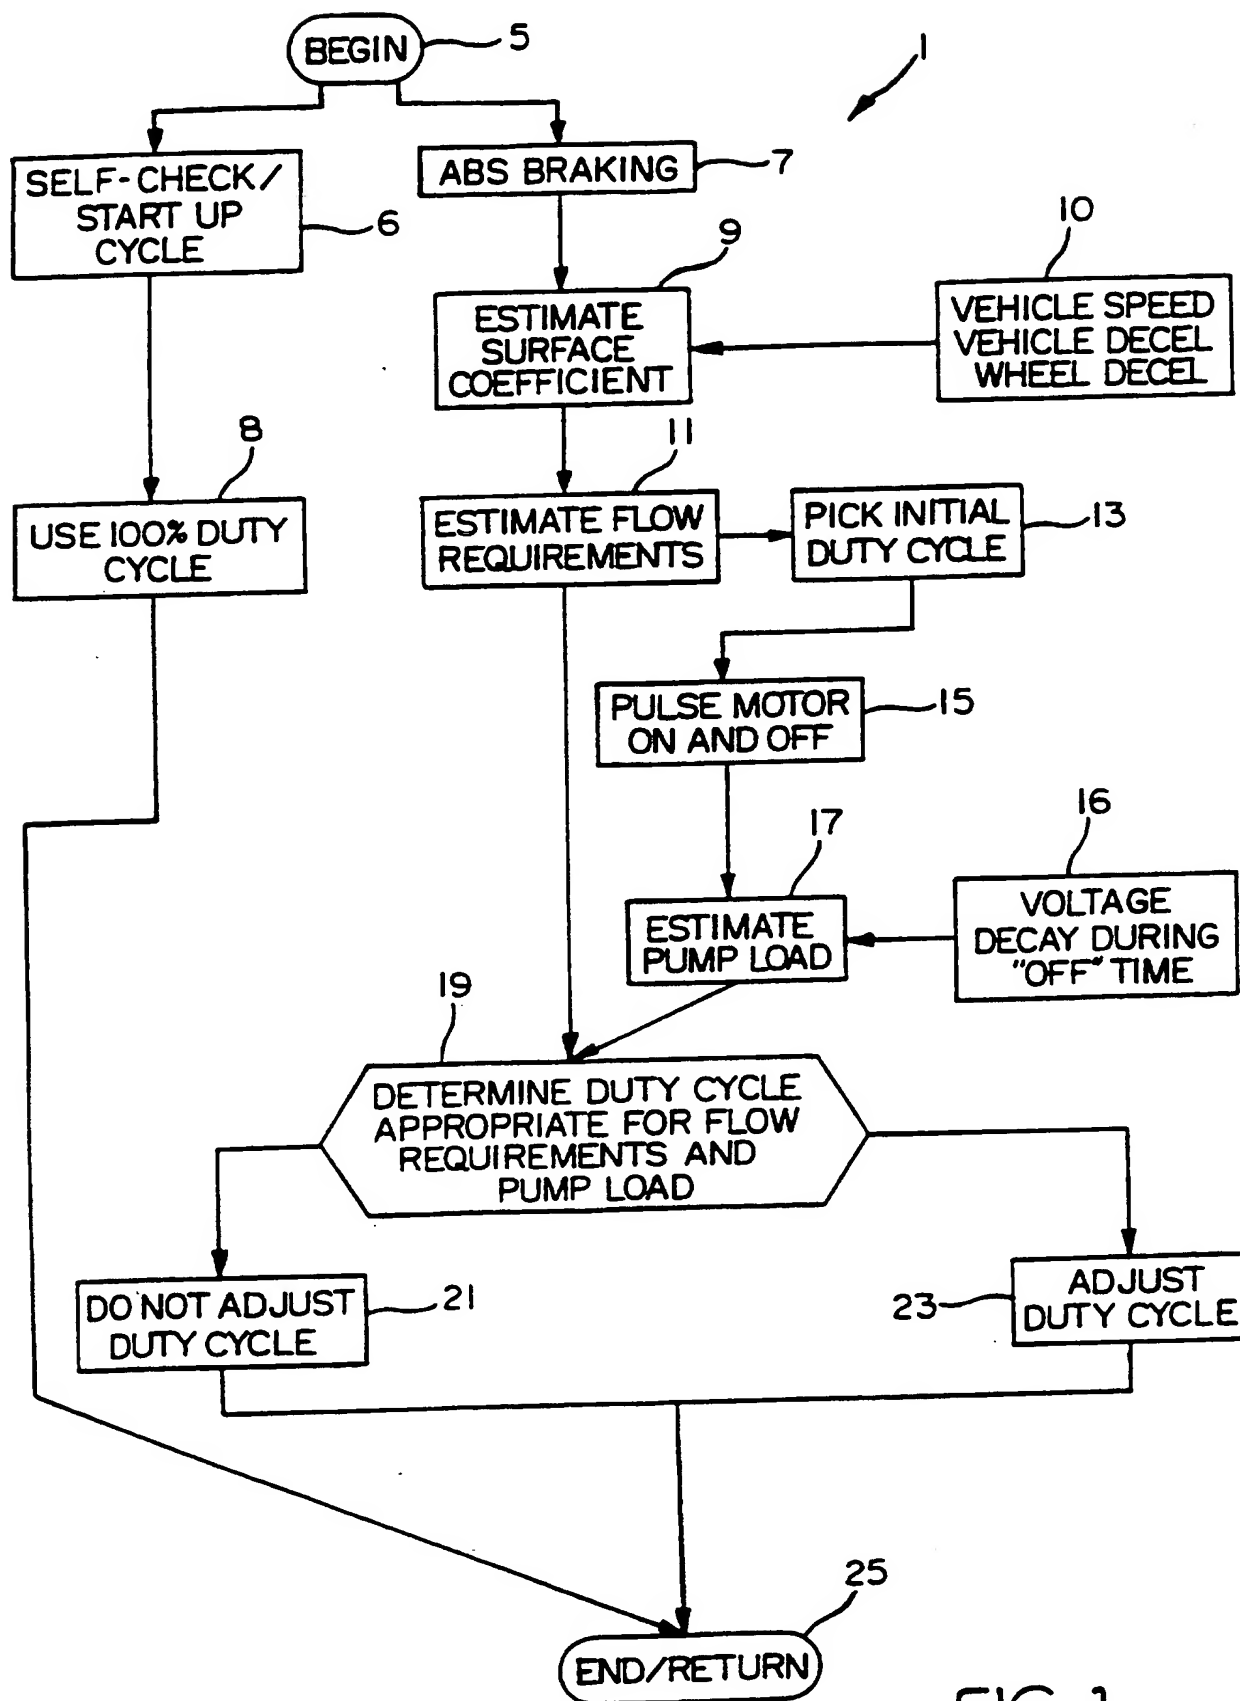 BEGIN
5
1
SELF-CHECK/
START UP
CYCLE
6
ABS BRAKING
7
9
10
ESTIMATE
SURFACE
COEFFICIENT
VEHICLE SPEED
VEHICLE DECEL
WHEEL DECEL
8
11
USE 100% DUTY
CYCLE
ESTIMATE FLOW
REQUIREMENTS
PICK INITIAL
DUTY CYCLE
13
PULSE MOTOR
ON AND OFF
15
17
16
ESTIMATE
PUMP LOAD
VOLTAGE
DECAY DURING
"OFF" TIME
19
DETERMINE DUTY CYCLE
APPROPRIATE FOR FLOW
REQUIREMENTS AND
PUMP LOAD
DO NOT ADJUST
DUTY CYCLE
21
23
ADJUST
DUTY CYCLE
25
END/RETURN
FIG. 1